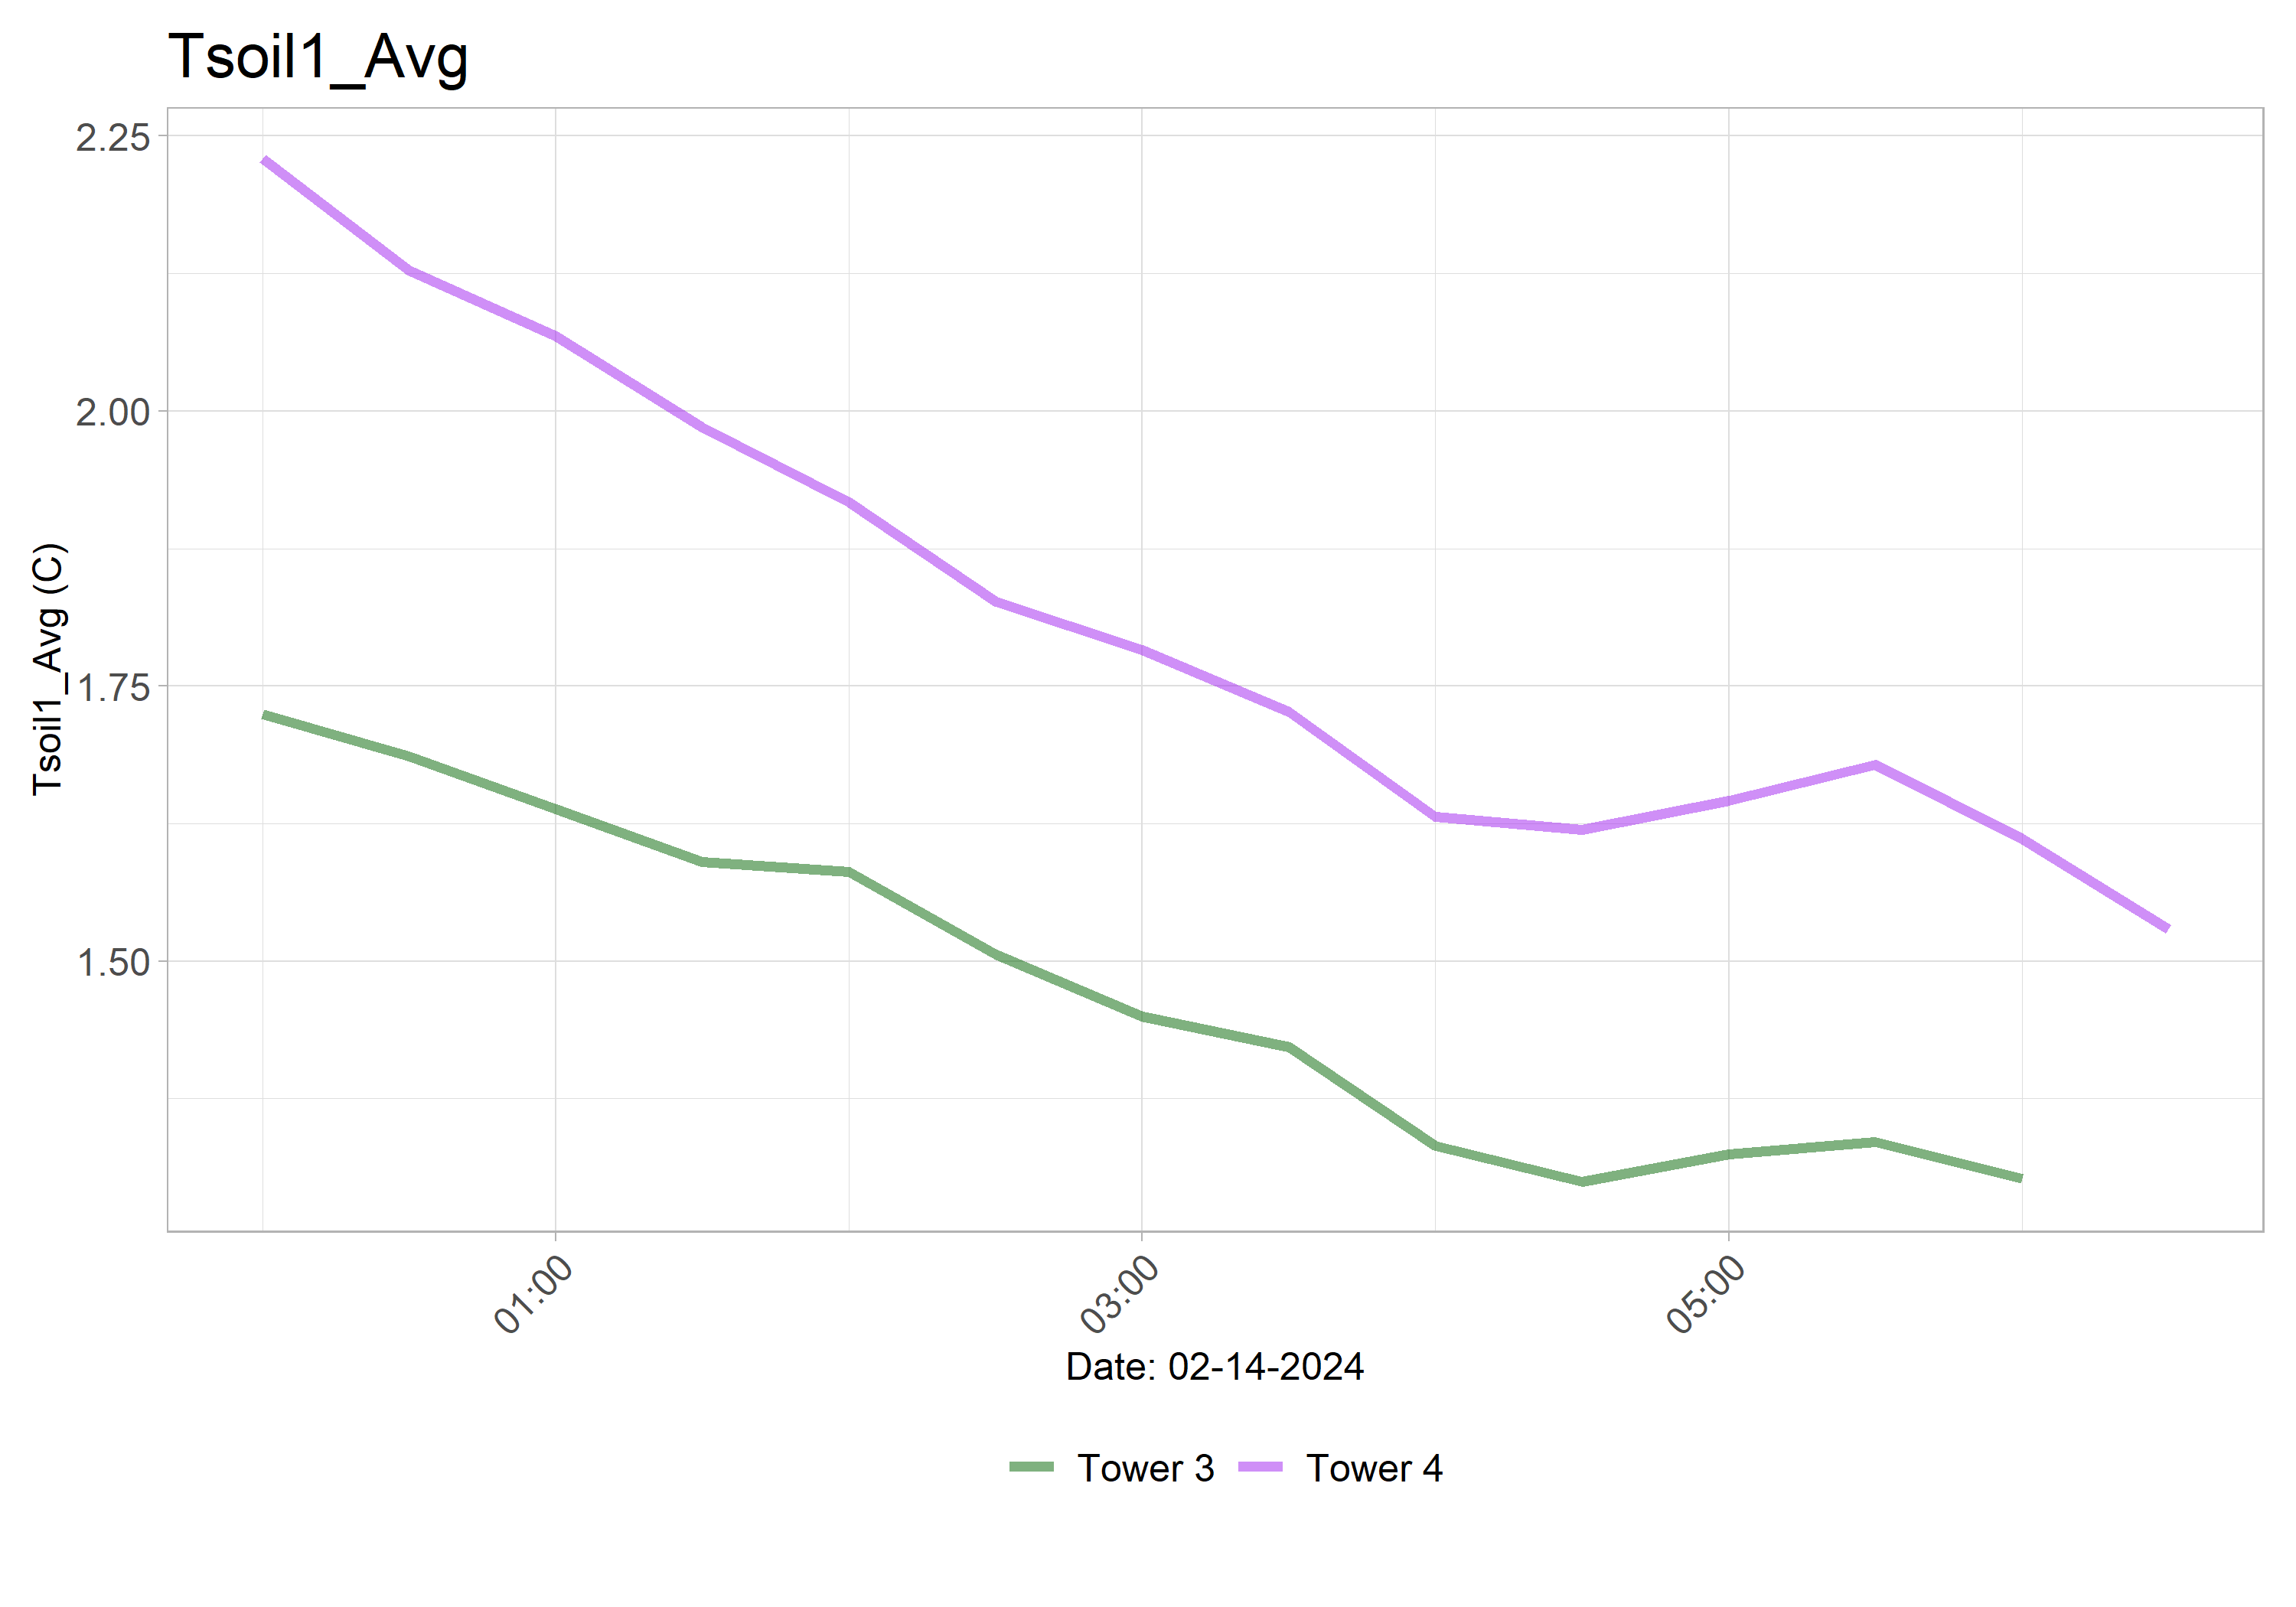 Tsoil1_Avg
Tsoil1_Avg (C)
2.25
2.00
1.75
1.50
01:00
03:00
05:00
Date: 02-14-2024
Tower 3
Tower 4